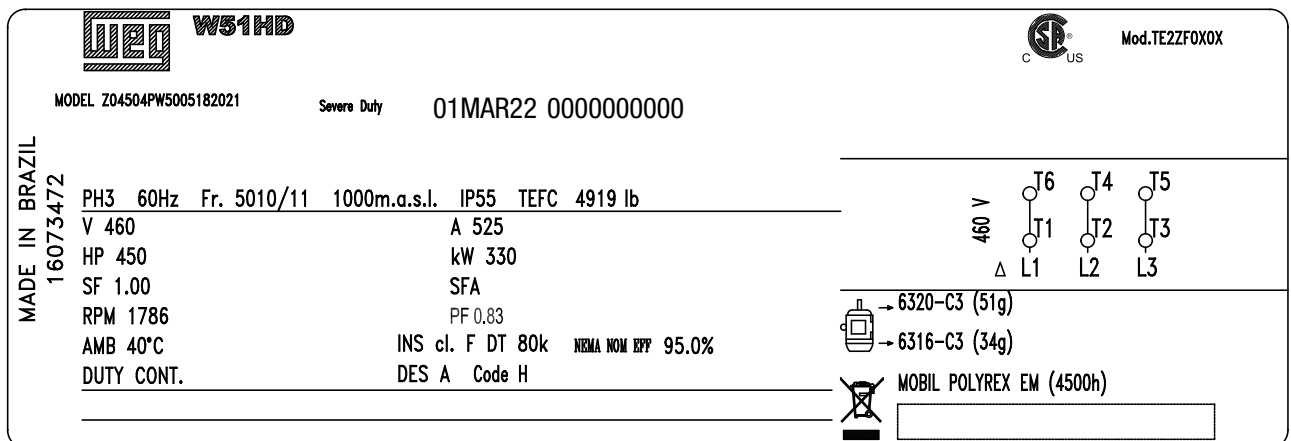 WEG W51HD
C CSA ® US
Mod.TE2ZF0X0X
MODEL Z04504PW5005182021 Severe Duty 01MAR22 0000000000
MADE IN BRAZIL
16073472
PH3 60Hz Fr. 5010/11 1000m.a.s.l. IP55 TEFC 4919 lb
V 460 A 525
HP 450 kW 330
SF 1.00 SFA
RPM 1786 PF 0.83
AMB 40°C INS cl. F DT 80k NEMA NOM EFF 95.0%
DUTY CONT. DES A Code H
460 V
T6 T4 T5
T1 T2 T3
Δ L1 L2 L3
→ 6320-C3 (51g)
→ 6316-C3 (34g)
MOBIL POLYREX EM (4500h)